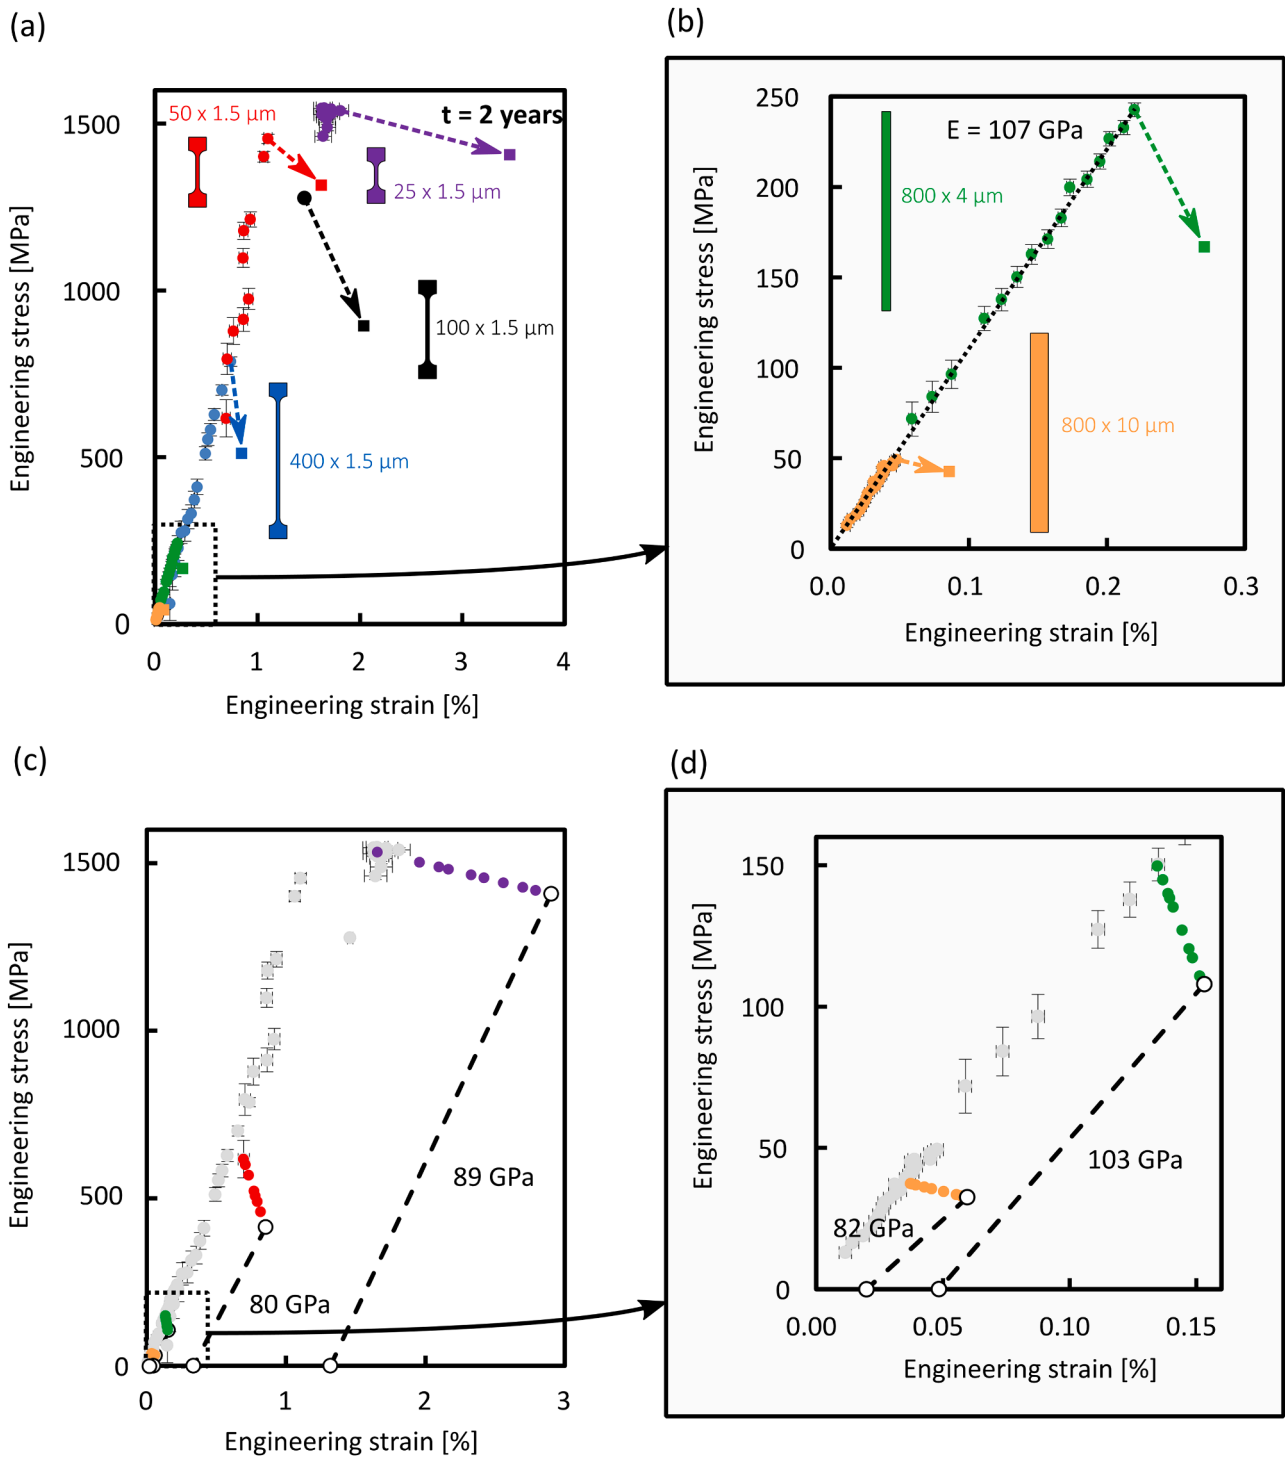 (a)
Engineering stress [MPa]
1500
1000
500
0
50 x 1.5 µm
t = 2 years
25 x 1.5 µm
100 x 1.5 µm
400 x 1.5 µm
0 1 2 3 4
Engineering strain [%]
(b)
Engineering stress [MPa]
250
200
150
100
50
0
E = 107 GPa
800 x 4 µm
800 x 10 µm
0.0 0.1 0.2 0.3
Engineering strain [%]
(c)
Engineering stress [MPa]
1500
1000
500
0
89 GPa
80 GPa
0 1 2 3
Engineering strain [%]
(d)
Engineering stress [MPa]
150
100
50
0
103 GPa
82 GPa
0.00 0.05 0.10 0.15
Engineering strain [%]